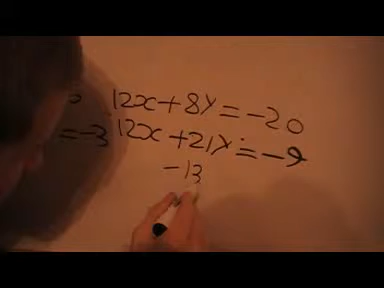 12x + 8y = -20
= -3 12x + 21y = -9
-13